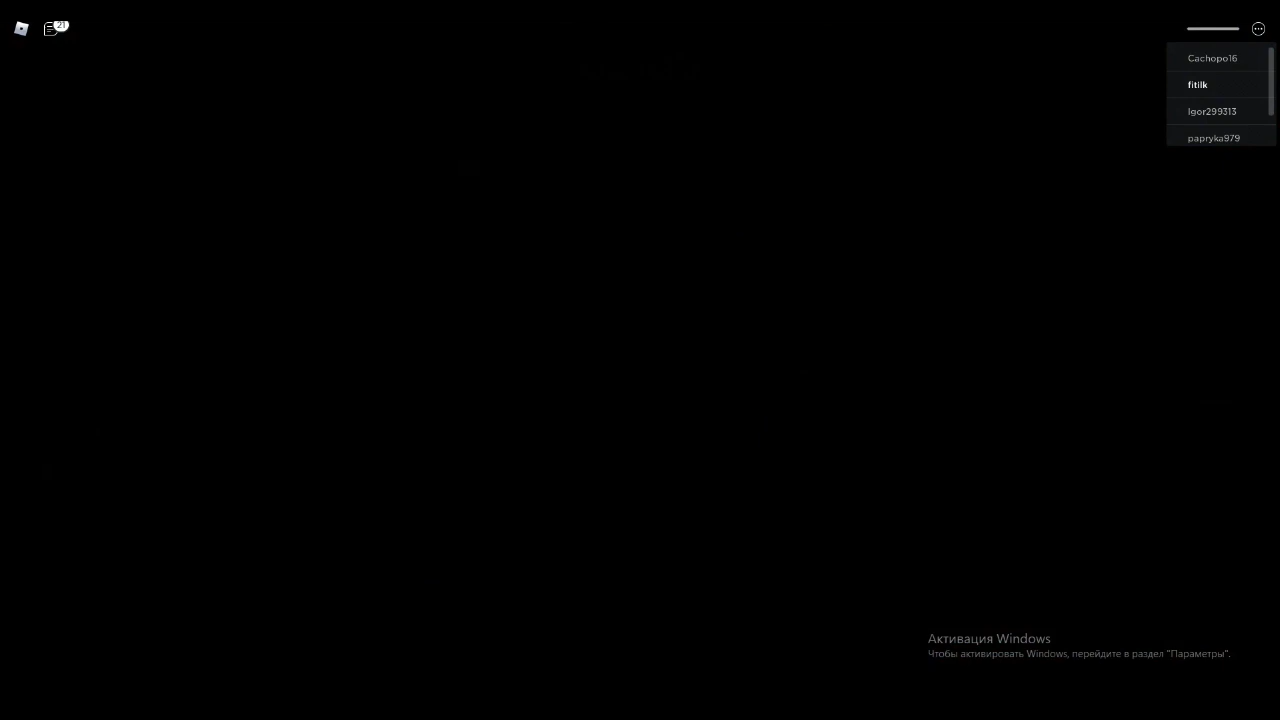 21
Cachopo16
fitilk
Igor299313
papryka979
Активация Windows
Чтобы активировать Windows, перейдите в раздел "Параметры".